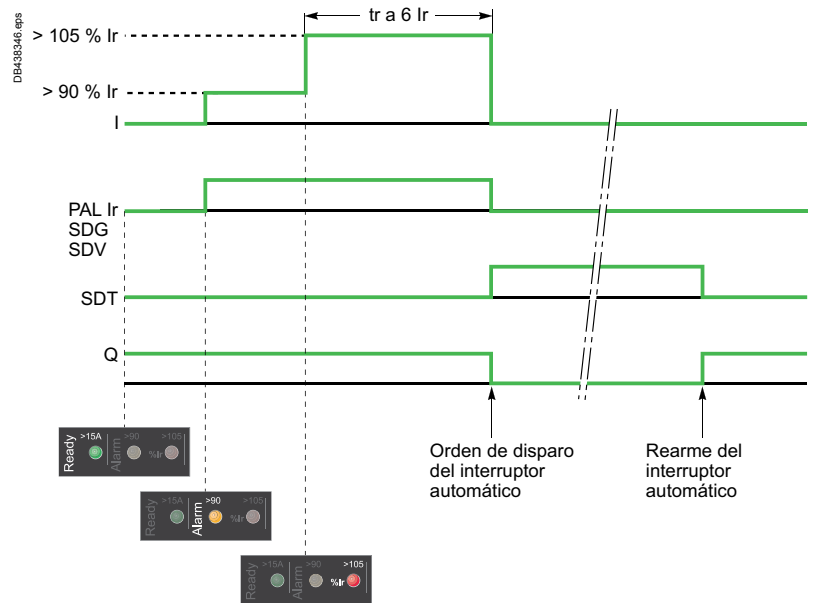 DB438346.eps
tr a 6 Ir
> 105 % Ir
> 90 % Ir
I
PAL Ir
SDG
SDV
SDT
Q
Orden de disparo
del interruptor
automático
Rearme del
interruptor
automático
Ready >15A Alarm >90 %Ir >105
Ready >15A Alarm >90 %Ir >105
Ready >15A Alarm >90 %Ir >105